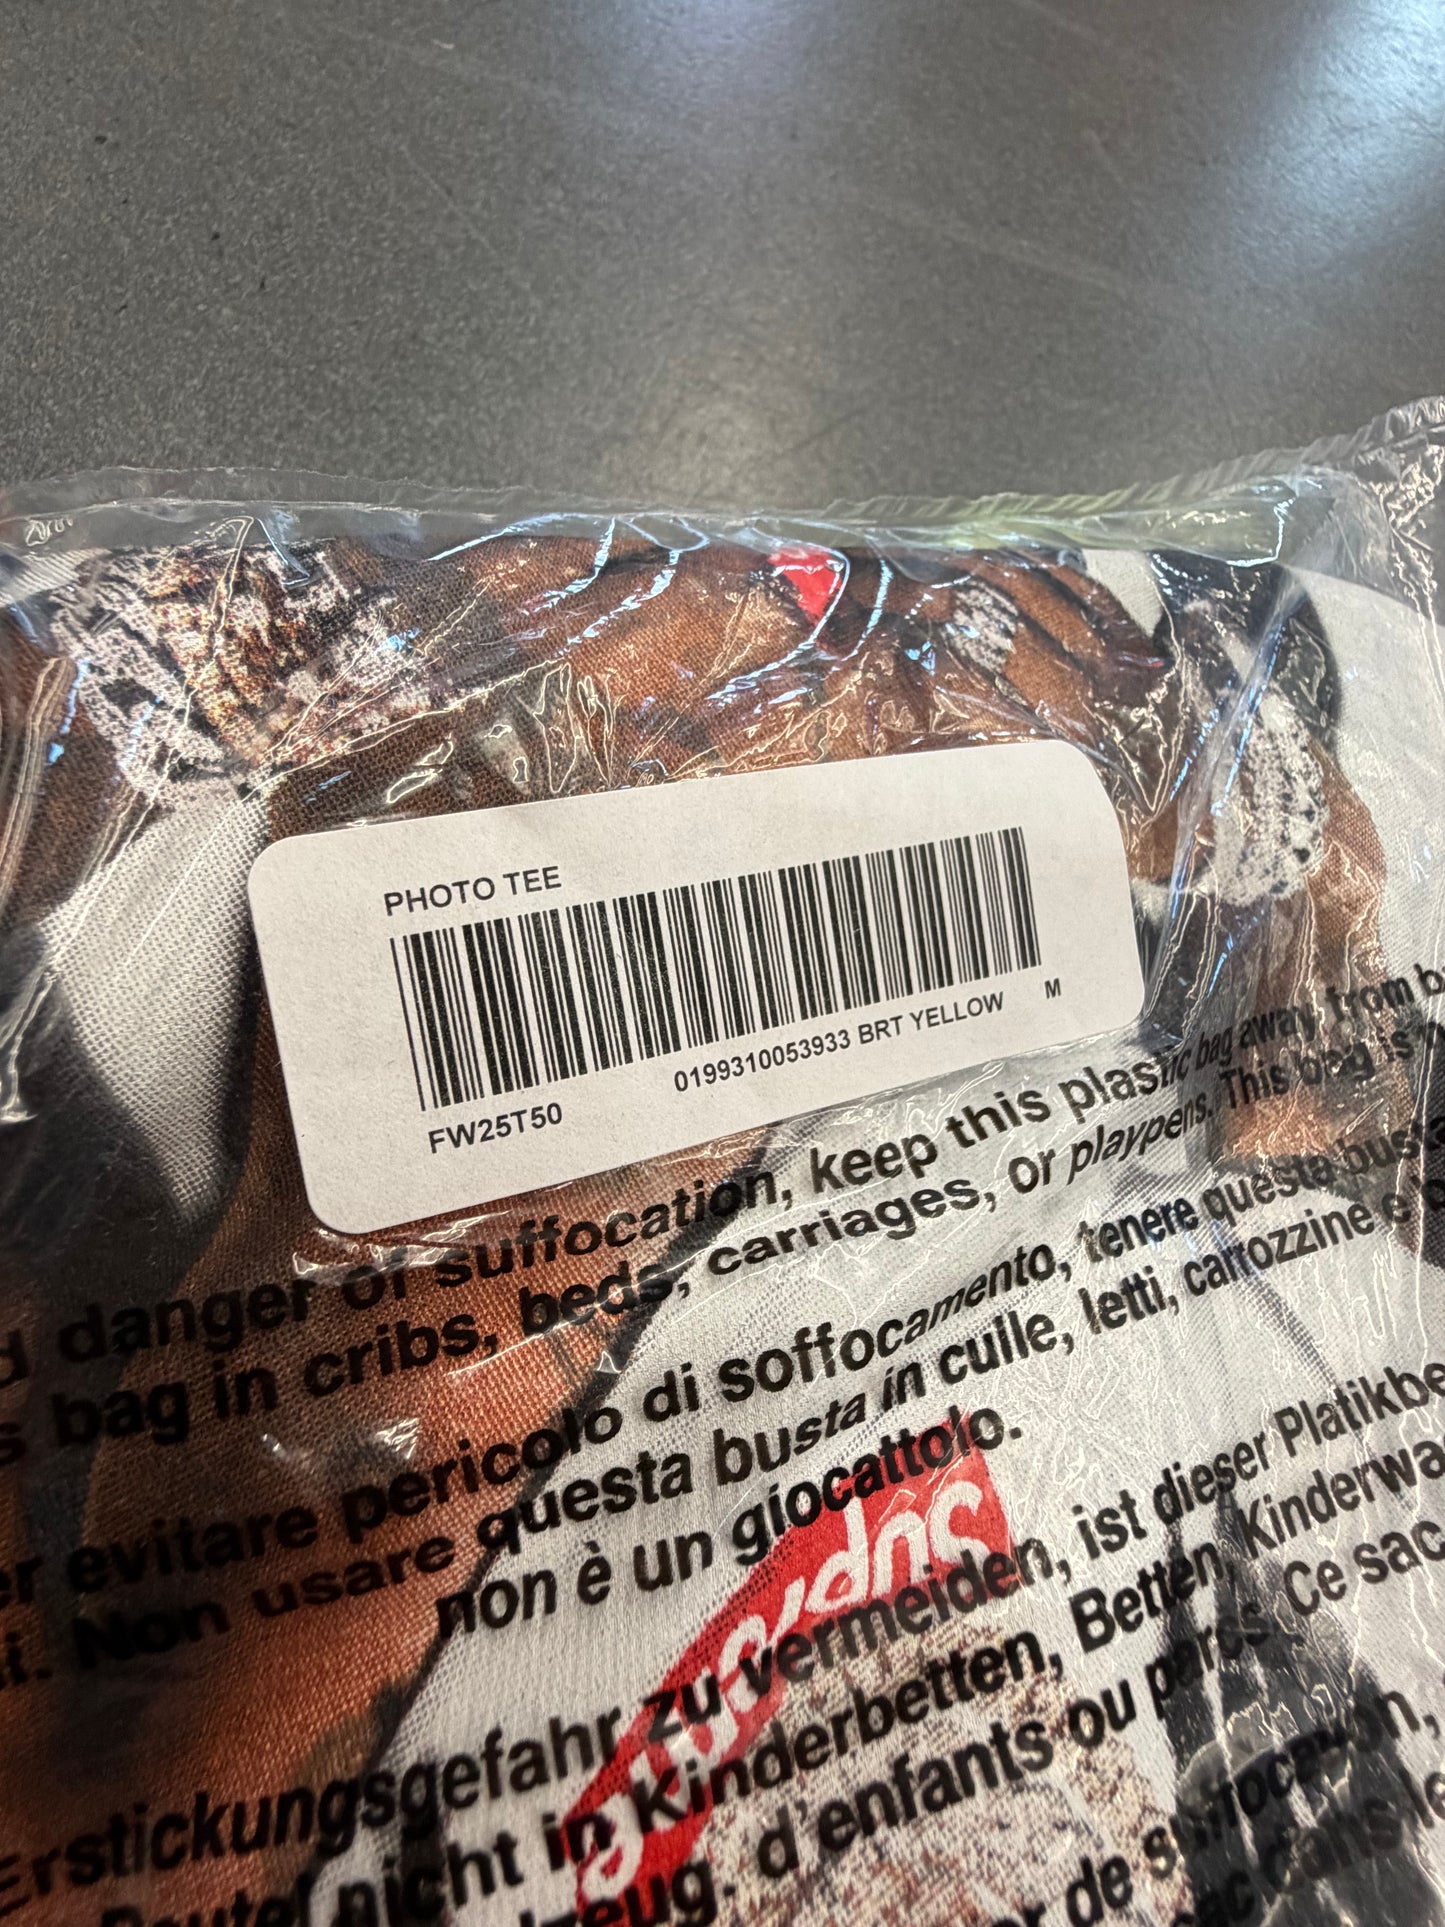 PHOTO TEE
FW25T50
0199310053933 BRT YELLOW M
danger of suffocation, keep this plastic bag away from
bag in cribs, beds, carriages, or playpens. This bag is
evitare pericolo di soffocamento, tenere questa busta
Non usare questa busta in culle, letti, carrozzine e
non è un giocattolo.
Supreme
Erstickungsgefahr zu vermeiden, ist dieser
nicht in Kinderbetten, Betten,
d'enfants ou parcs. Ce sac
de suffocation,